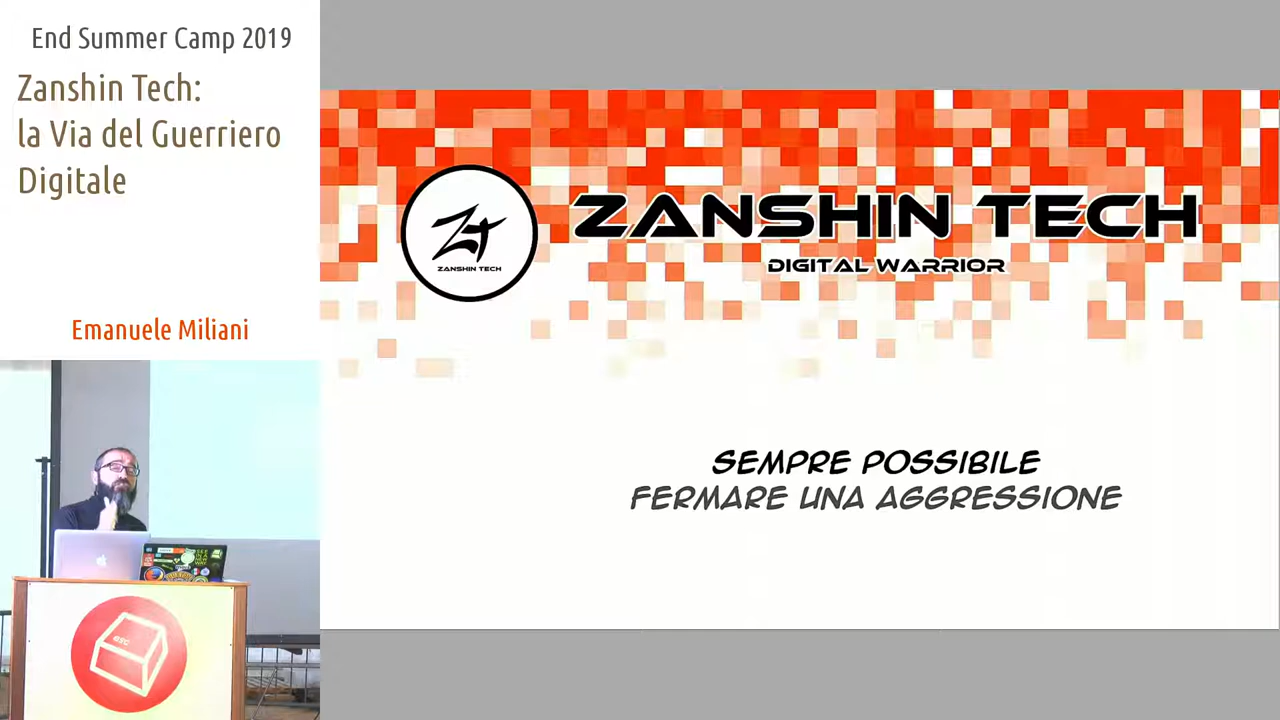 End Summer Camp 2019
Zanshin Tech:
la Via del Guerriero
Digitale
Emanuele Miliani
ZANSHIN TECH
ZANSHIN TECH
DIGITAL WARRIOR
SEMPRE POSSIBILE
FERMARE UNA AGGRESSIONE
ESC